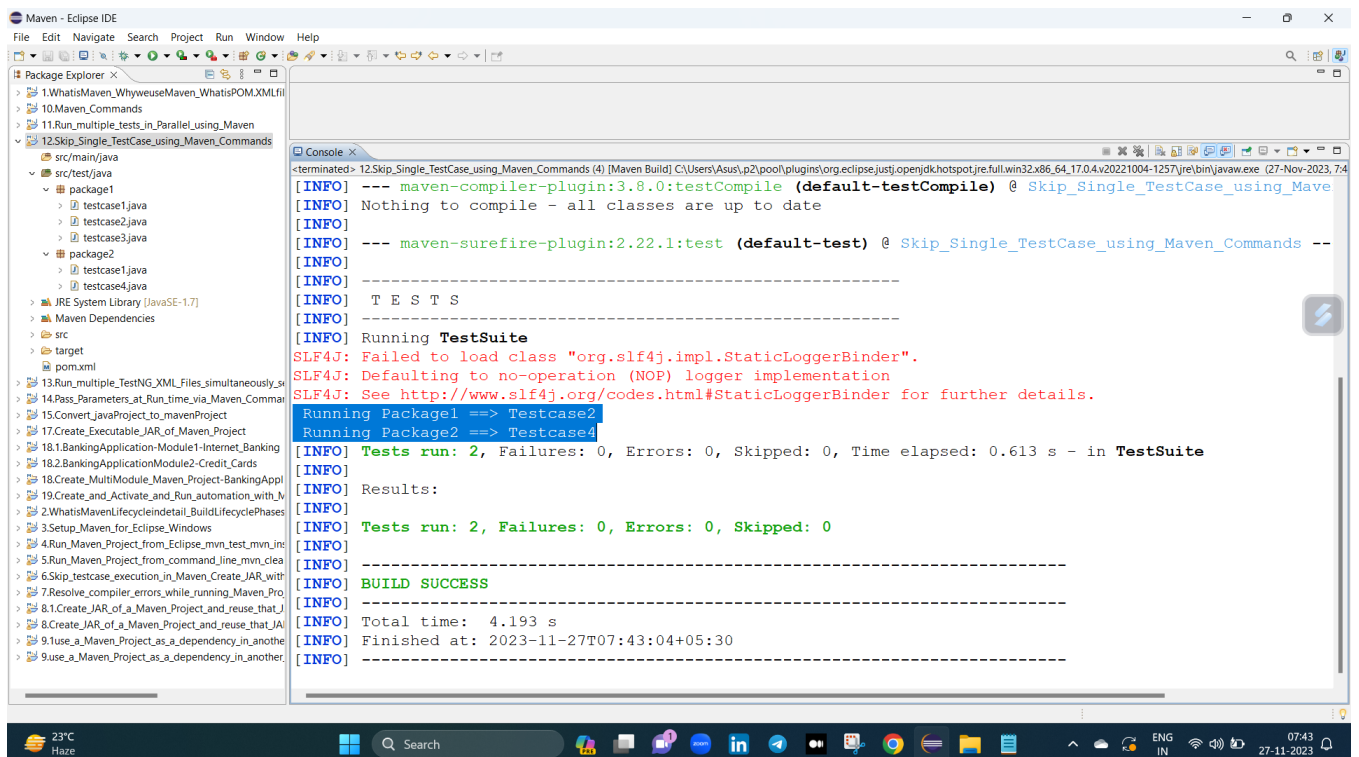 Maven - Eclipse IDE
File Edit Navigate Search Project Run Window Help
Package Explorer
1.WhatisMaven_WhyweuseMaven_WhatisPOM.XMLfil
10.Maven_Commands
11.Run_multiple_tests_in_Parallel_using_Maven
12.Skip_Single_TestCase_using_Maven_Commands
src/main/java
src/test/java
package1
testcase1.java
testcase2.java
testcase3.java
package2
testcase1.java
testcase4.java
JRE System Library [JavaSE-1.7]
Maven Dependencies
src
target
pom.xml
13.Run_multiple_TestNG_XML_Files_simultaneously_se
14.Pass_Parameters_at_Run_time_via_Maven_Comman
15.Convert_javaProject_to_mavenProject
17.Create_Executable_JAR_of_Maven_Project
18.1.BankingApplication-Module1-Internet_Banking
18.2.BankingApplicationModule2-Credit_Cards
18.Create_MultiModule_Maven_Project-BankingAppl
19.Create_and_Activate_and_Run_automation_with_M
2.WhatisMavenLifecycleindetail_BuildLifecyclePhases
3.Setup_Maven_for_Eclipse_Windows
4.Run_Maven_Project_from_Eclipse_mvn_test_mvn_ins
5.Run_Maven_Project_from_command_line_mvn_clea
6.Skip_testcase_execution_in_Maven_Create_JAR_with
7.Resolve_compiler_errors_while_running_Maven_Pro
8.1.Create_JAR_of_a_Maven_Project_and_reuse_that_J
8.Create_JAR_of_a_Maven_Project_and_reuse_that_JA
9.1use_a_Maven_Project_as_a_dependency_in_anothe
9.use_a_Maven_Project_as_a_dependency_in_another
Console
<terminated> 12.Skip_Single_TestCase_using_Maven_Commands (4) [Maven Build] C:\Users\Asus\.p2\pool\plugins\org.eclipse.justj.openjdk.hotspot.jre.full.win32.x86_64_17.0.4.v20221004-1257\jre\bin\javaw.exe (27-Nov-2023, 7:4
[INFO] --- maven-compiler-plugin:3.8.0:testCompile (default-testCompile) @ Skip_Single_TestCase_using_Mave
[INFO] Nothing to compile - all classes are up to date
[INFO]
[INFO] --- maven-surefire-plugin:2.22.1:test (default-test) @ Skip_Single_TestCase_using_Maven_Commands --
[INFO]
[INFO] -------------------------------------------------------
[INFO] T E S T S
[INFO] -------------------------------------------------------
[INFO] Running TestSuite
SLF4J: Failed to load class "org.slf4j.impl.StaticLoggerBinder".
SLF4J: Defaulting to no-operation (NOP) logger implementation
SLF4J: See http://www.slf4j.org/codes.html#StaticLoggerBinder for further details.
Running Package1 ==> Testcase2
Running Package2 ==> Testcase4
[INFO] Tests run: 2, Failures: 0, Errors: 0, Skipped: 0, Time elapsed: 0.613 s - in TestSuite
[INFO]
[INFO] Results:
[INFO]
[INFO] Tests run: 2, Failures: 0, Errors: 0, Skipped: 0
[INFO]
[INFO] ------------------------------------------------------------------------
[INFO] BUILD SUCCESS
[INFO] ------------------------------------------------------------------------
[INFO] Total time: 4.193 s
[INFO] Finished at: 2023-11-27T07:43:04+05:30
[INFO] ------------------------------------------------------------------------
23°C
Haze
Search
PRE
1
zoom
in
ENG
IN
07:43
27-11-2023